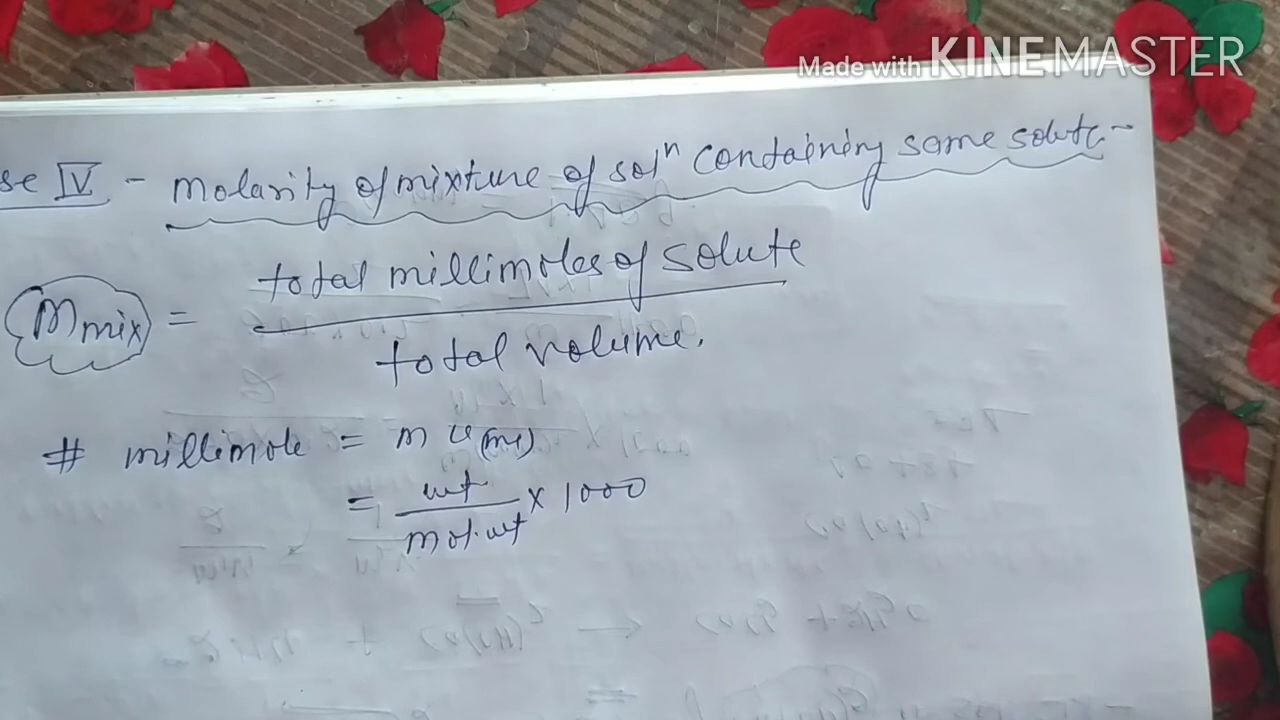 Made with KINEMASTER
se IV - molarity of mixture of solⁿ containing same solute-
total millimoles of solute
Mmix =
total volume.
# millimole = M V(ml)
= wt / mol.wt × 1000